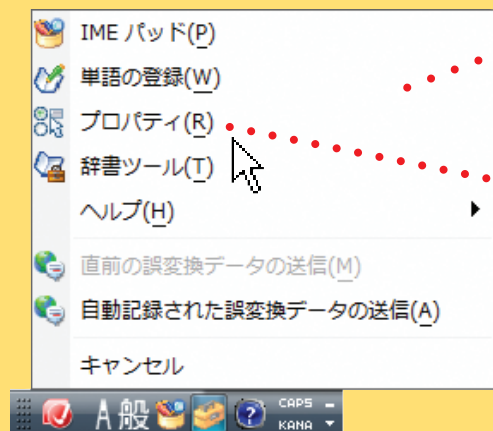 IME パッド(P)
単語の登録(W)
プロパティ(R)
辞書ツール(T)
ヘルプ(H)
直前の誤変換データの送信(M)
自動記録された誤変換データの送信(A)
キャンセル
A 般 ? CAPS
KANA